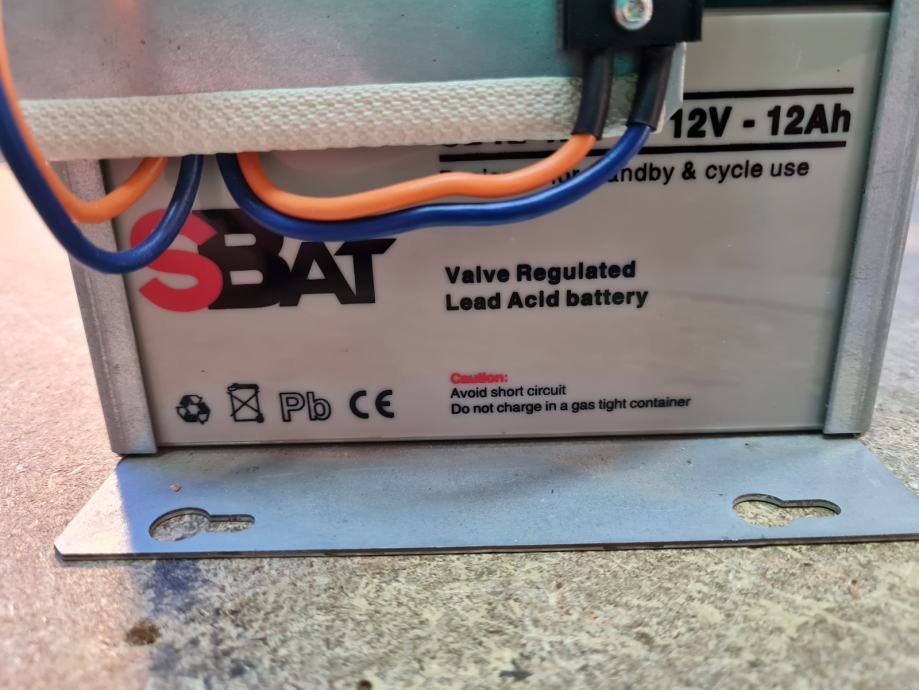 12V - 12Ah
& cycle use
SBAT
Valve Regulated
Lead Acid battery
Caution:
Avoid short circuit
Do not charge in a gas tight container
Pb CE